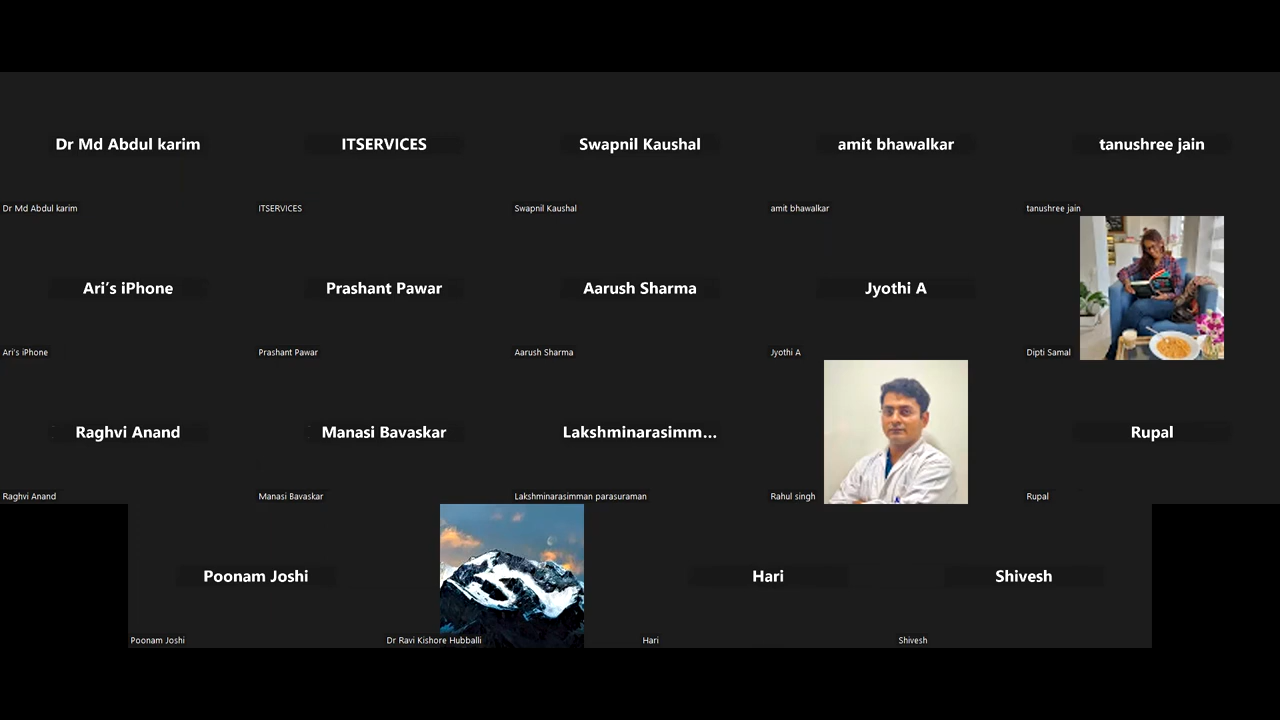 Dr Md Abdul karim
ITSERVICES
Swapnil Kaushal
amit bhawalkar
tanushree jain
Dr Md Abdul karim
ITSERVICES
Swapnil Kaushal
amit bhawalkar
tanushree jain
Ari's iPhone
Prashant Pawar
Aarush Sharma
Jyothi A
Ari's iPhone
Prashant Pawar
Aarush Sharma
Jyothi A
Dipti Samal
Raghvi Anand
Manasi Bavaskar
Lakshminarasimm...
Rupal
Raghvi Anand
Manasi Bavaskar
Lakshminarasimman parasuraman
Rahul singh
Rupal
Poonam Joshi
Hari
Shivesh
Poonam Joshi
Dr Ravi Kishore Hubballi
Hari
Shivesh